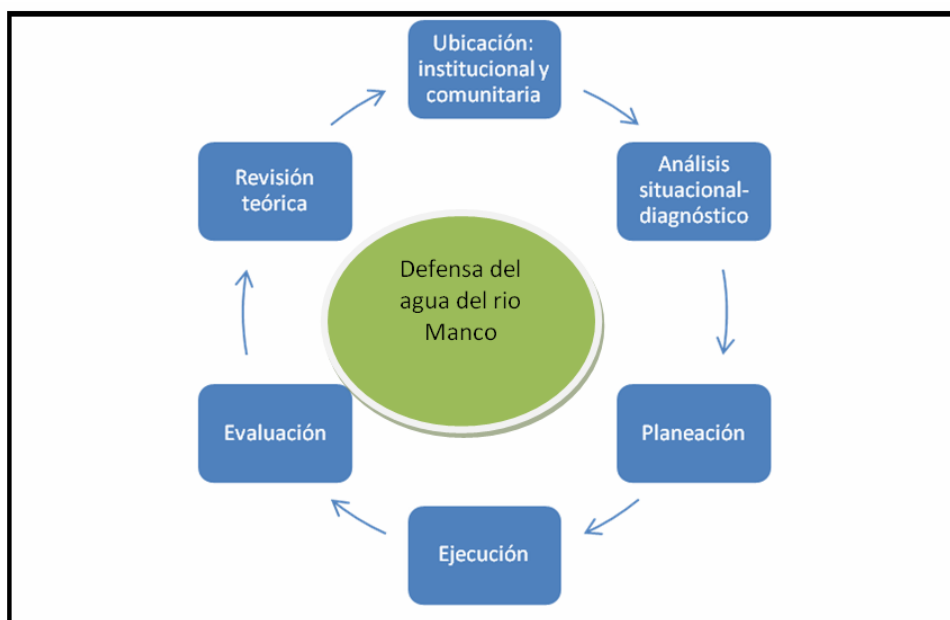 Ubicación:
institucional y
comunitaria
Análisis
situacional-
diagnóstico
Planeación
Ejecución
Evaluación
Revisión
teórica
Defensa del
agua del rio
Manco